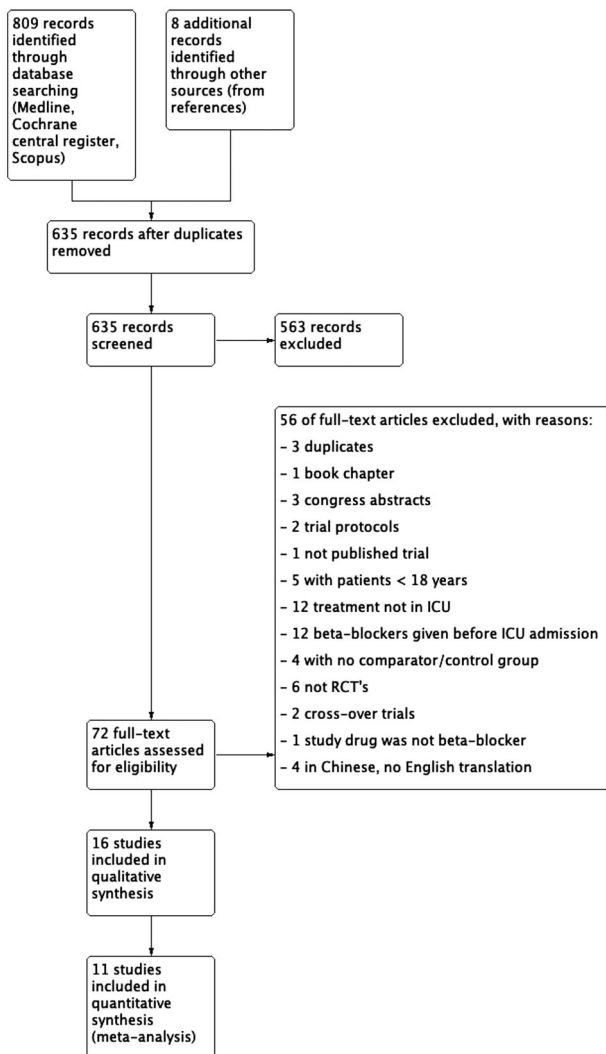 809 records
identified
through
database
searching
(Medline,
Cochrane
central register,
Scopus)
8 additional
records
identified
through other
sources (from
references)
635 records after duplicates
removed
635 records
screened
563 records
excluded
56 of full-text articles excluded, with reasons:
- 3 duplicates
- 1 book chapter
- 3 congress abstracts
- 2 trial protocols
- 1 not published trial
- 5 with patients < 18 years
- 12 treatment not in ICU
- 12 beta-blockers given before ICU admission
- 4 with no comparator/control group
- 6 not RCT's
- 2 cross-over trials
- 1 study drug was not beta-blocker
- 4 in Chinese, no English translation
72 full-text
articles assessed
for eligibility
16 studies
included in
qualitative
synthesis
11 studies
included in
quantitative
synthesis
(meta-analysis)